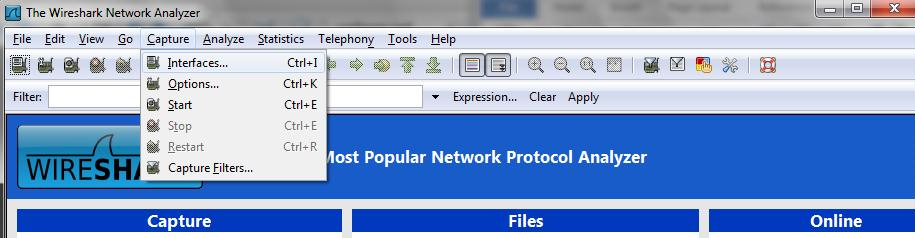 The Wireshark Network Analyzer
File Edit View Go Capture Analyze Statistics Telephony Tools Help
Interfaces... Ctrl+I
Options... Ctrl+K
Start Ctrl+E
Stop Ctrl+E
Restart Ctrl+R
Capture Filters...
Filter: Expression... Clear Apply
WIRESHA
Most Popular Network Protocol Analyzer
Capture Files Online